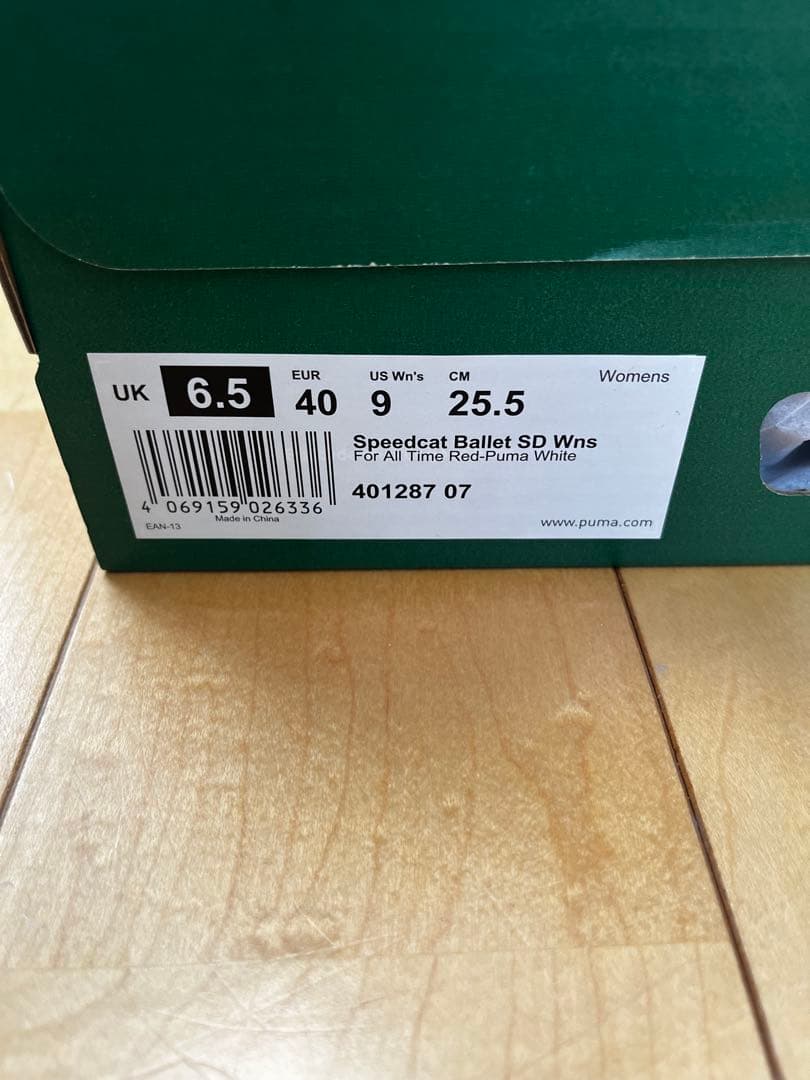 UK 6.5 EUR 40 US Wn's 9 CM 25.5 Womens
Speedcat Ballet SD Wns
For All Time Red-Puma White
401287 07
4 069159 026336
Made in China
EAN-13
www.puma.com